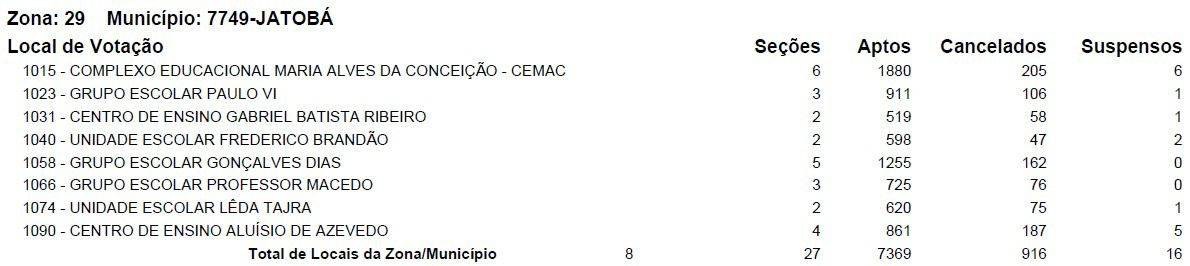 Zona: 29 Município: 7749-JATOBÁ
Local de Votação Seções Aptos Cancelados Suspensos
1015 - COMPLEXO EDUCACIONAL MARIA ALVES DA CONCEIÇÃO - CEMAC 6 1880 205 6
1023 - GRUPO ESCOLAR PAULO VI 3 911 106 1
1031 - CENTRO DE ENSINO GABRIEL BATISTA RIBEIRO 2 519 58 1
1040 - UNIDADE ESCOLAR FREDERICO BRANDÃO 2 598 47 2
1058 - GRUPO ESCOLAR GONÇALVES DIAS 5 1255 162 0
1066 - GRUPO ESCOLAR PROFESSOR MACEDO 3 725 76 0
1074 - UNIDADE ESCOLAR LÊDA TAJRA 2 620 75 1
1090 - CENTRO DE ENSINO ALUÍSIO DE AZEVEDO 4 861 187 5
Total de Locais da Zona/Município 8 27 7369 916 16